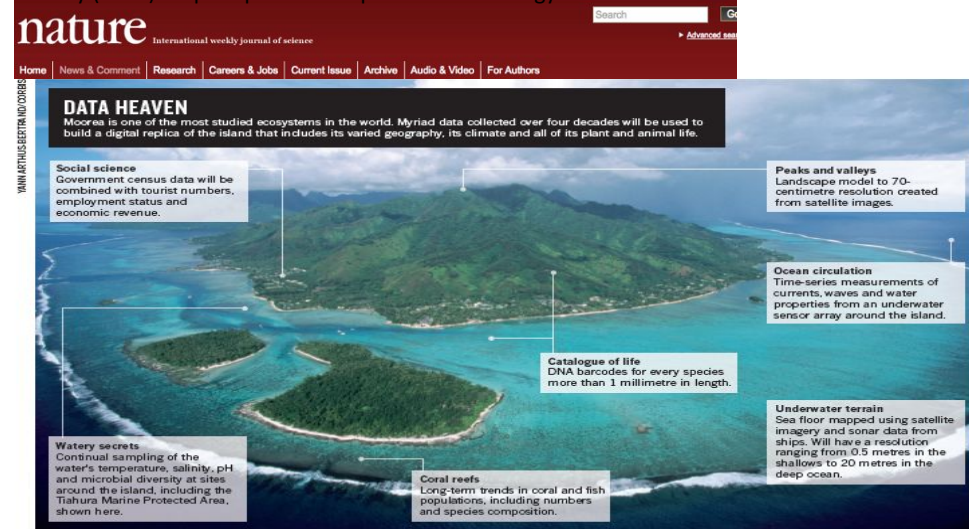 nature International weekly journal of science
Search
Advanced
Home News & Comment Research Careers & Jobs Current Issue Archive Audio & Video For Authors
YANN ARTHUS-BERTRAND/CORBIS
DATA HEAVEN
Moorea is one of the most studied ecosystems in the world. Myriad data collected over four decades will be used to
build a digital replica of the island that includes its varied geography, its climate and all of its plant and animal life.
Social science
Government census data will be
combined with tourist numbers,
employment status and
economic revenue.
Peaks and valleys
Landscape model to 70-
centimetre resolution created
from satellite images.
Ocean circulation
Time-series measurements of
currents, waves and water
properties from an underwater
sensor array around the island.
Catalogue of life
DNA barcodes for every species
more than 1 millimetre in length.
Underwater terrain
Sea floor mapped using satellite
imagery and sonar data from
ships. Will have a resolution
ranging from 0.5 metres in the
shallows to 20 metres in the
deep ocean.
Watery secrets
Continual sampling of the
water's temperature, salinity, pH
and microbial diversity at sites
around the island, including the
Tiahura Marine Protected Area,
shown here.
Coral reefs
Long-term trends in coral and fish
populations, including numbers
and species composition.